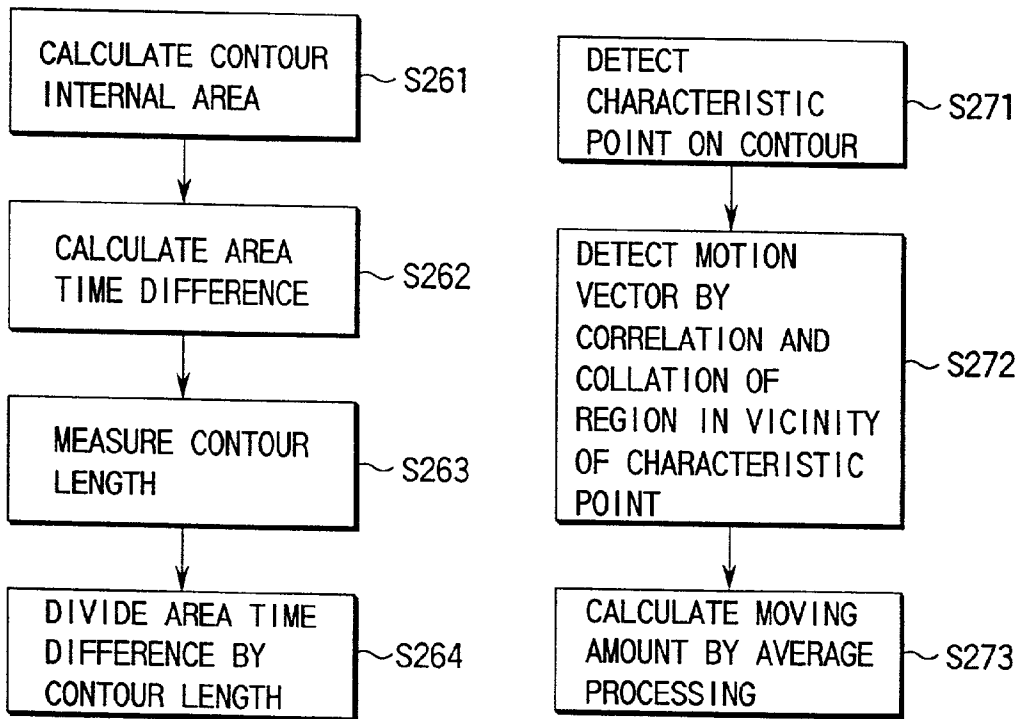 CALCULATE CONTOUR
INTERNAL AREA
S261
CALCULATE AREA
TIME DIFFERENCE
S262
MEASURE CONTOUR
LENGTH
S263
DIVIDE AREA TIME
DIFFERENCE BY
CONTOUR LENGTH
S264
DETECT
CHARACTERISTIC
POINT ON CONTOUR
S271
DETECT MOTION
VECTOR BY
CORRELATION AND
COLLATION OF
REGION IN VICINITY
OF CHARACTERISTIC
POINT
S272
CALCULATE MOVING
AMOUNT BY AVERAGE
PROCESSING
S273